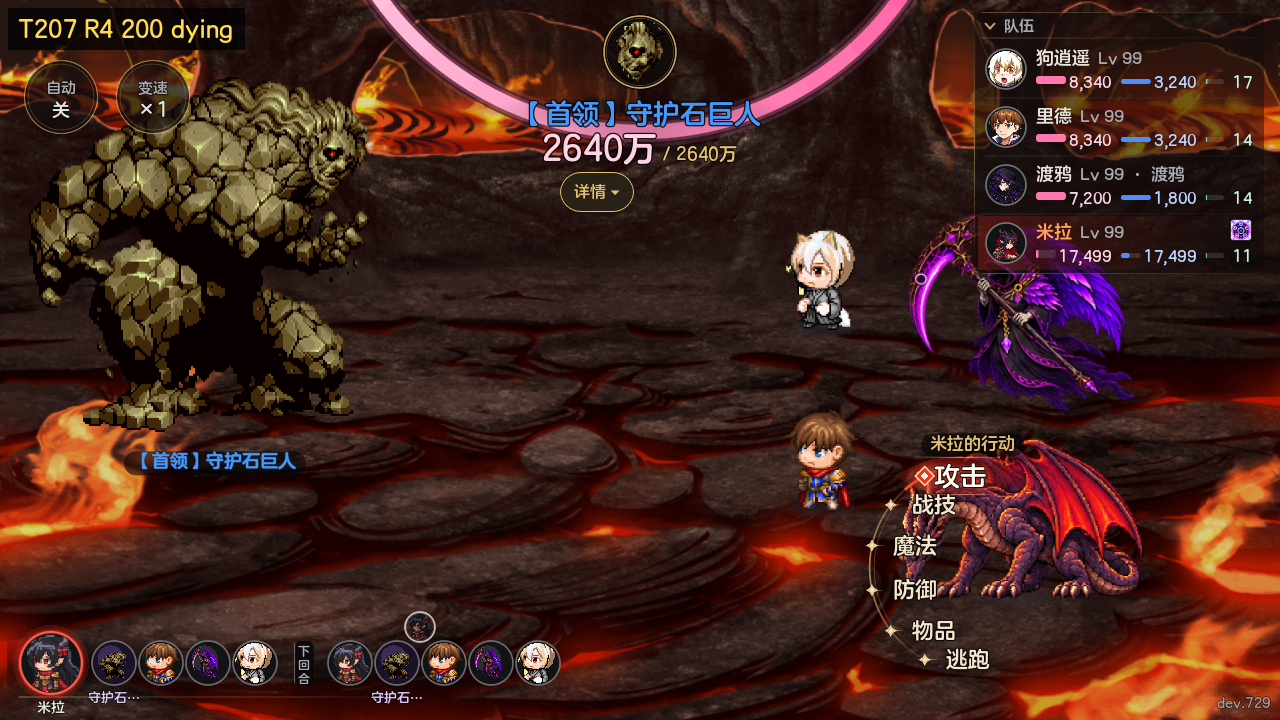 T207 R4 200 dying
自动
关
变速
×1
【首领】守护石巨人
2640万 / 2640万
详情
队伍
狗逍遥 Lv 99
8,340 3,240 17
里德 Lv 99
8,340 3,240 14
渡鸦 Lv 99 · 渡鸦
7,200 1,800 14
米拉 Lv 99
17,499 17,499 11
【首领】守护石巨人
米拉的行动
攻击
战技
魔法
防御
物品
逃跑
米拉
守护石…
下回合
守护石…
dev.729